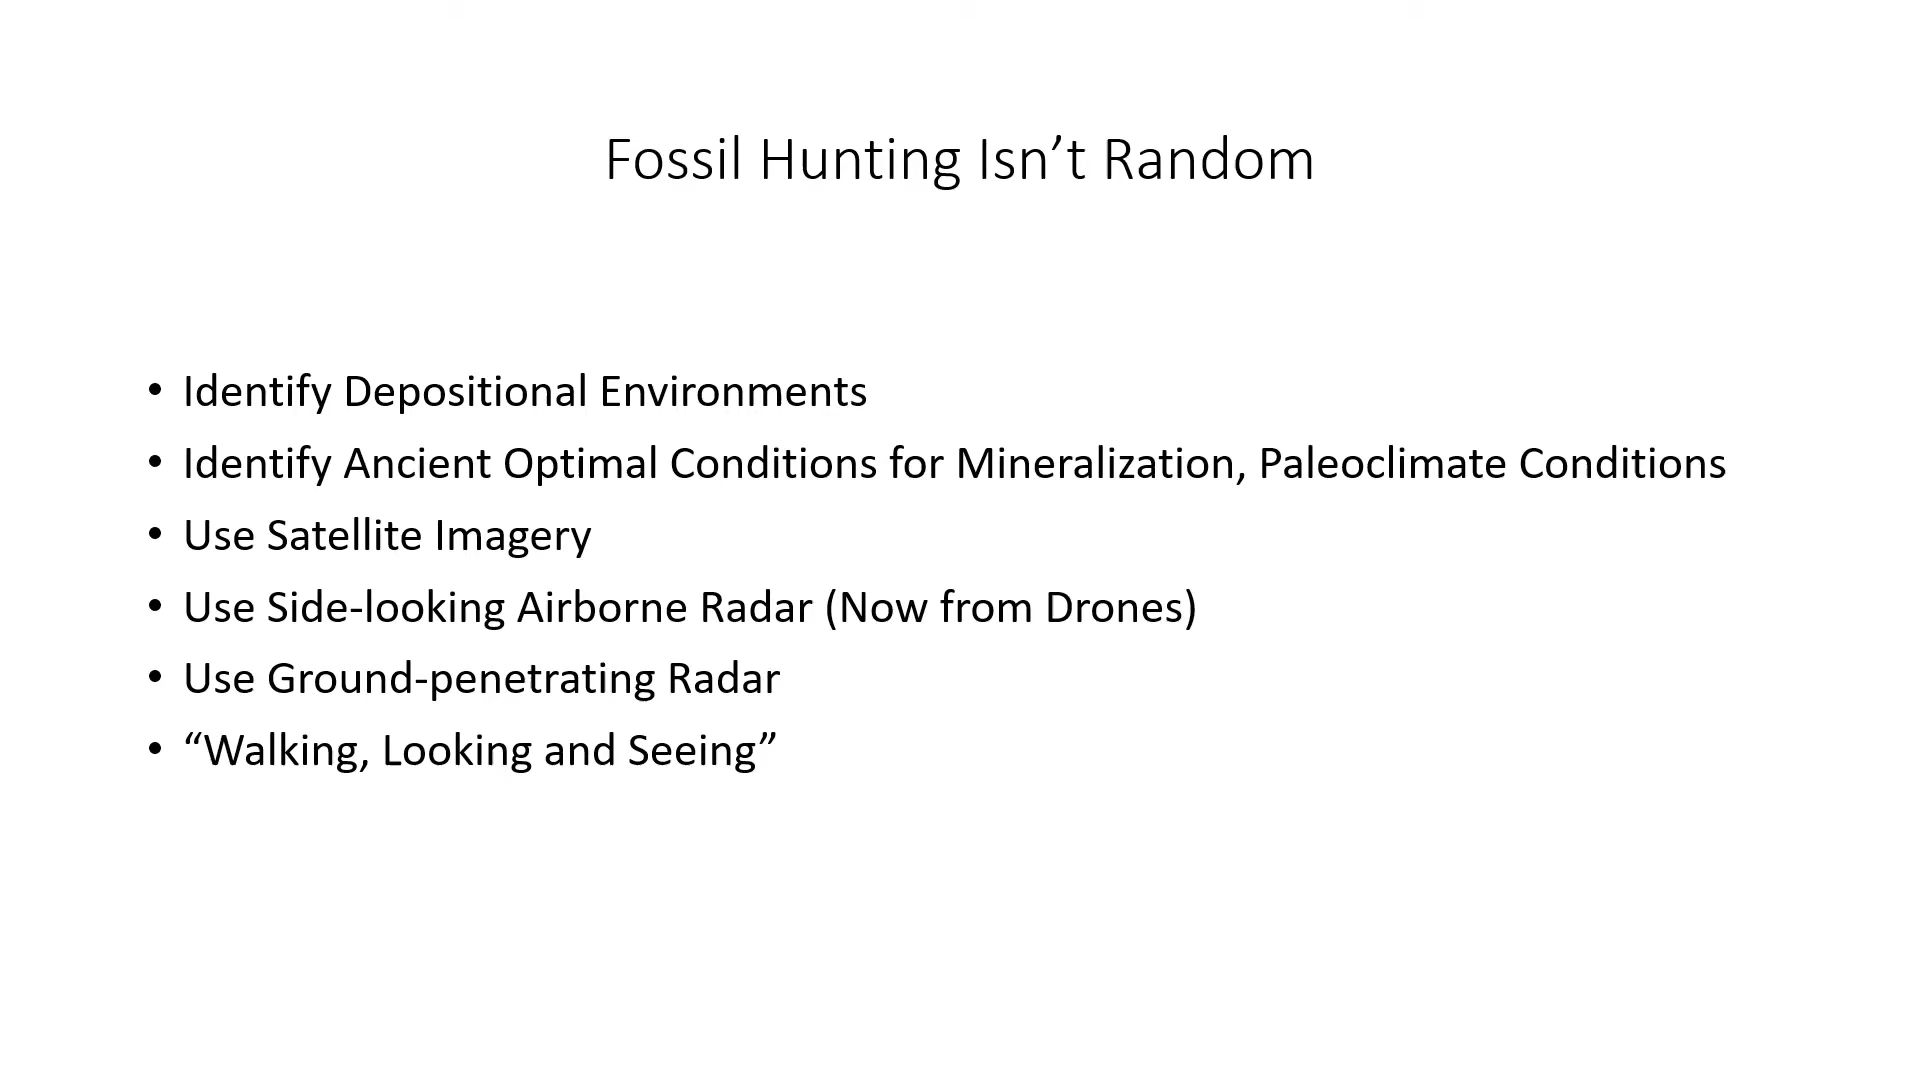 Fossil Hunting Isn’t Random
• Identify Depositional Environments
• Identify Ancient Optimal Conditions for Mineralization, Paleoclimate Conditions
• Use Satellite Imagery
• Use Side-looking Airborne Radar (Now from Drones)
• Use Ground-penetrating Radar
• “Walking, Looking and Seeing”